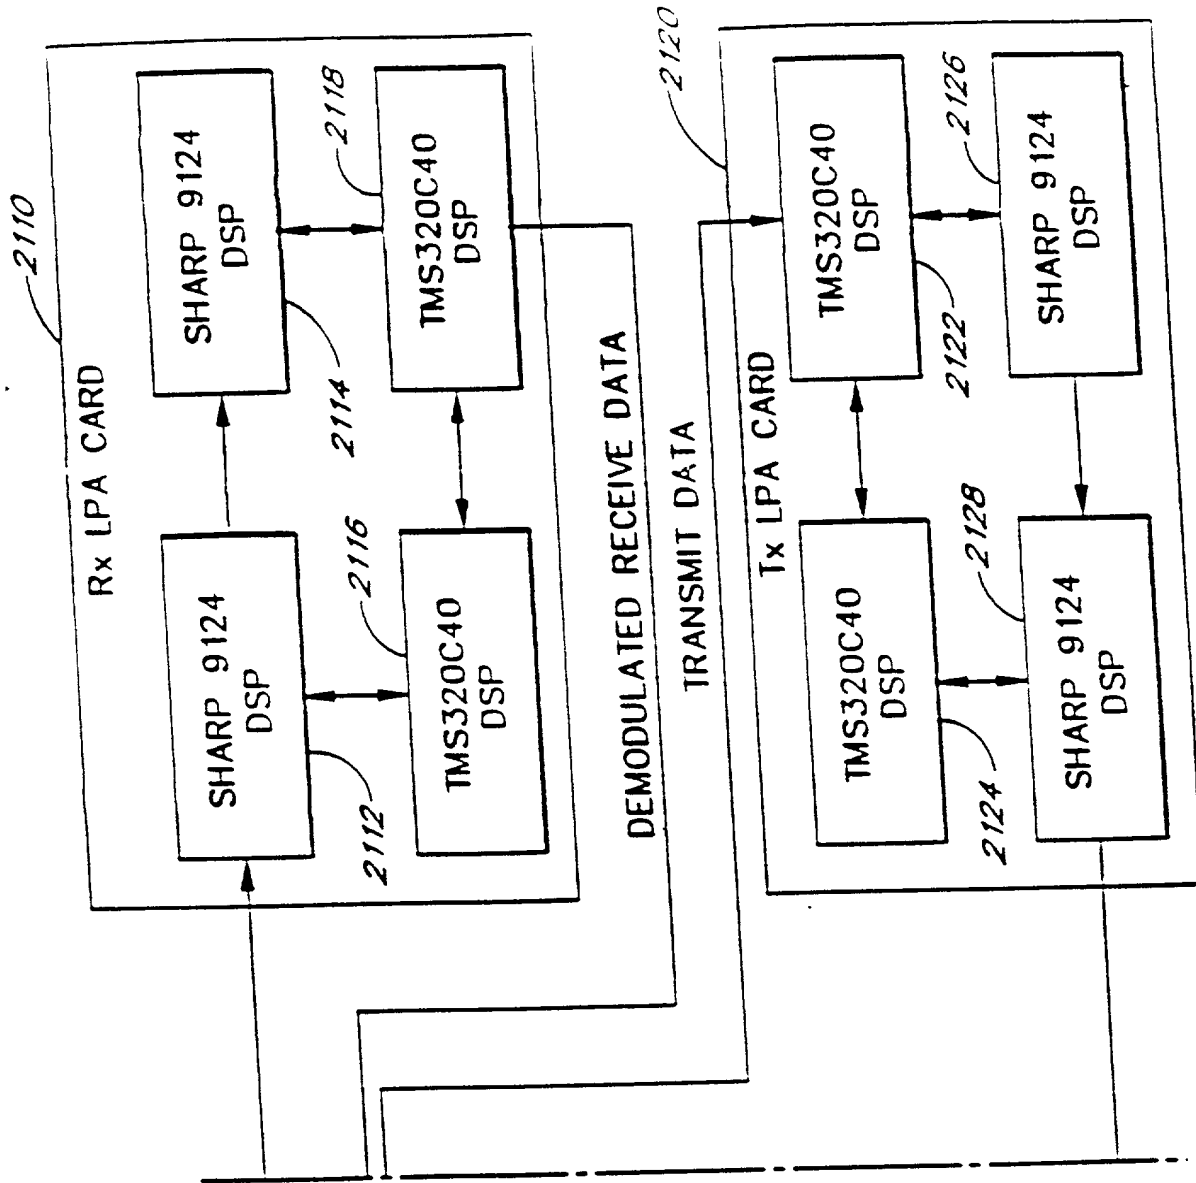 2110
Rx LPA CARD
SHARP 9124
DSP
2112
SHARP 9124
DSP
2114
TMS320C40
DSP
2116
TMS320C40
DSP
2118
DEMODULATED RECEIVE DATA
TRANSMIT DATA
2120
Tx LPA CARD
TMS320C40
DSP
2124
TMS320C40
DSP
2122
SHARP 9124
DSP
2128
SHARP 9124
DSP
2126